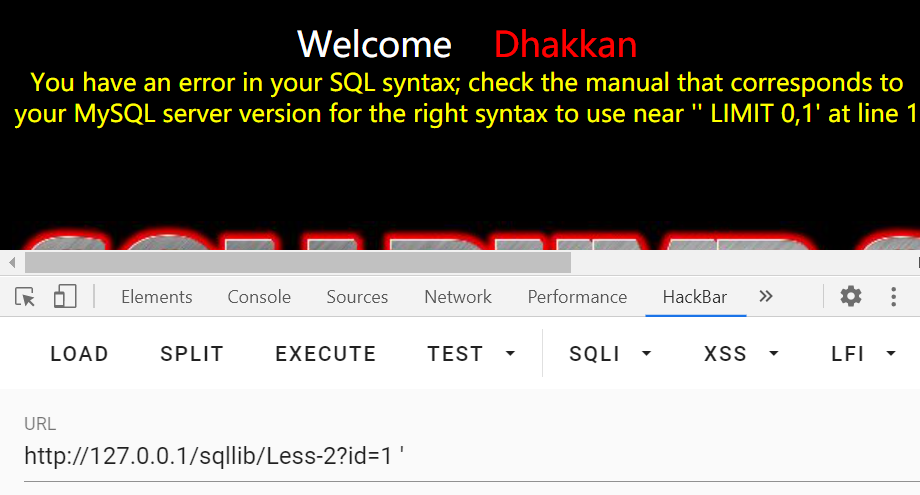 Welcome Dhakkan
You have an error in your SQL syntax; check the manual that corresponds to
your MySQL server version for the right syntax to use near '' LIMIT 0,1' at line 1
Elements Console Sources Network Performance HackBar
LOAD SPLIT EXECUTE TEST SQLI XSS LFI
URL
http://127.0.0.1/sqllib/Less-2?id=1 '